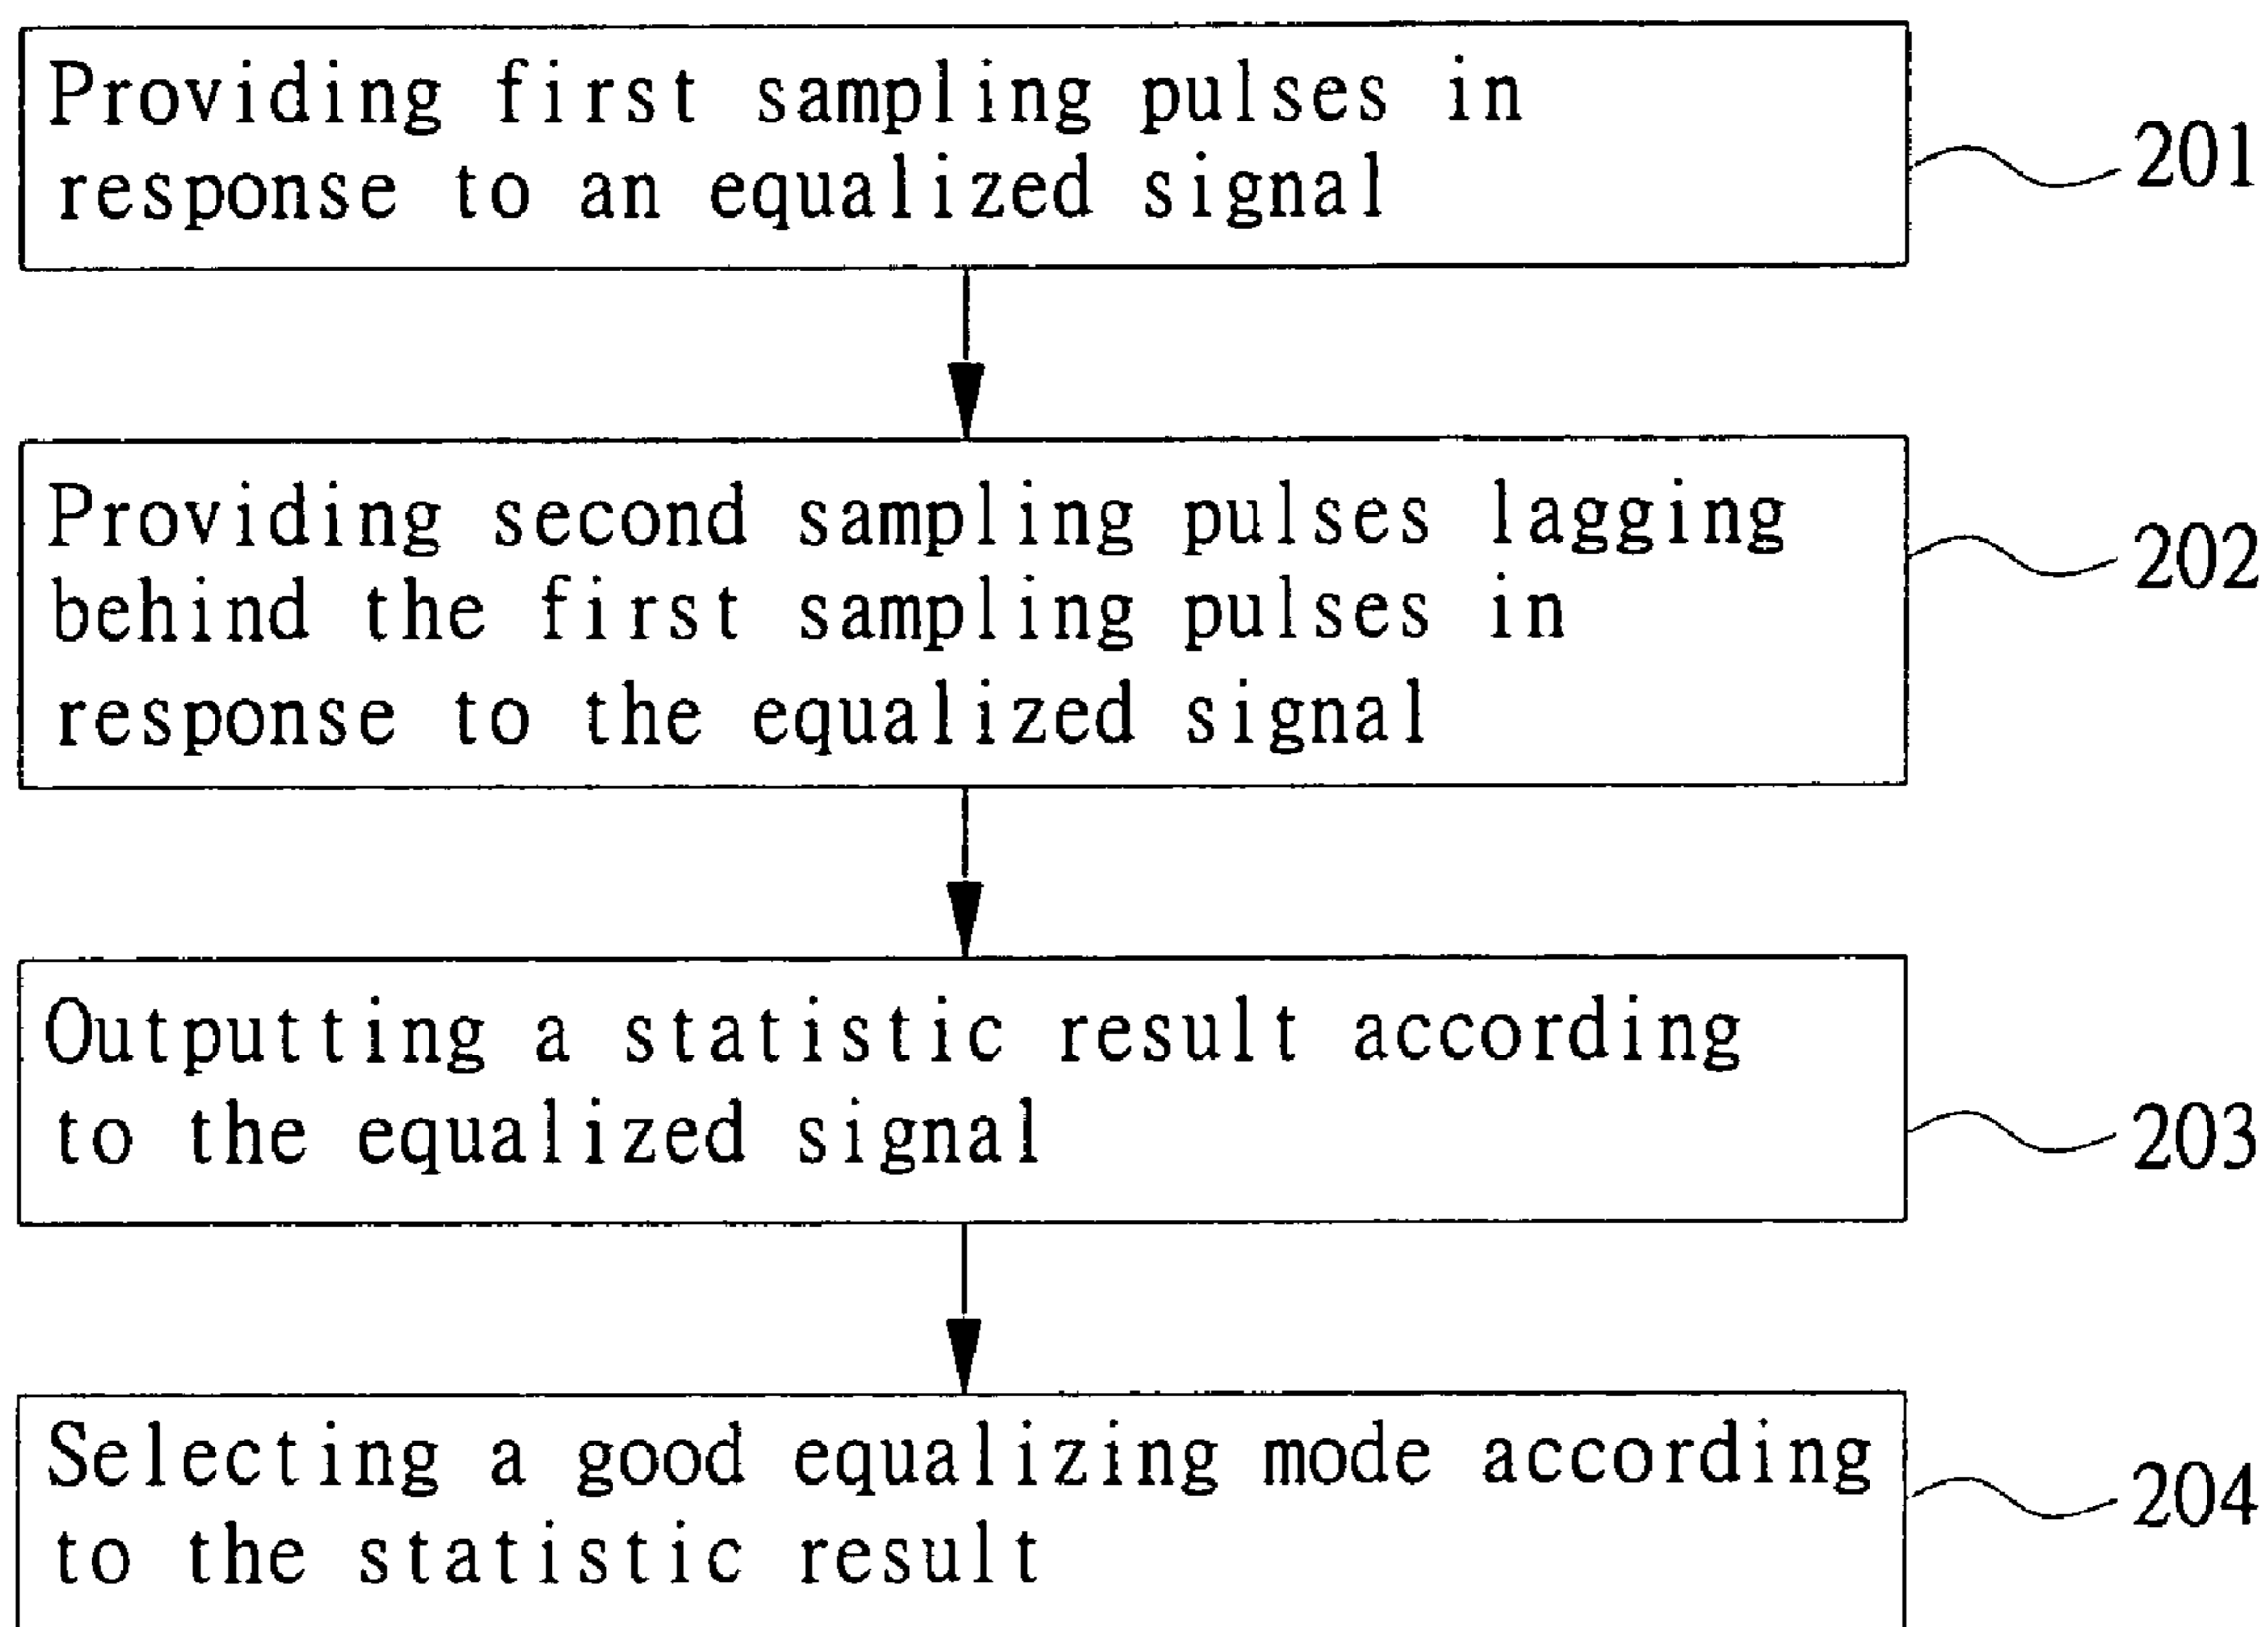 Providing first sampling pulses in
response to an equalized signal
201
Providing second sampling pulses lagging
behind the first sampling pulses in
response to the equalized signal
202
Outputting a statistic result according
to the equalized signal
203
Selecting a good equalizing mode according
to the statistic result
204